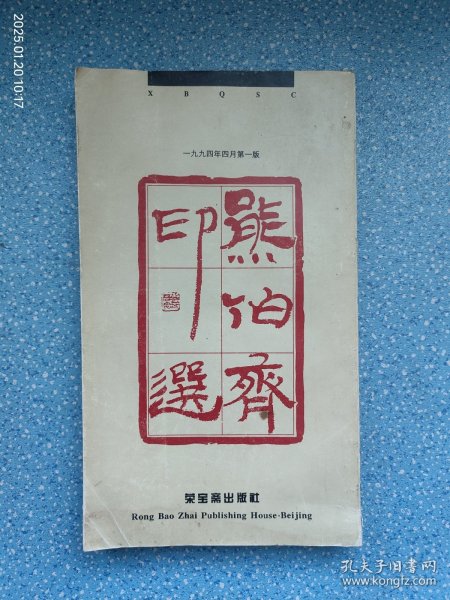 2025.01.20 10:17
X B Q S C
一九九四年四月第一版
熊伯齊
印選
荣宝斋出版社
Rong Bao Zhai Publishing House·Beijing
孔夫子旧书网
www.kongfz.com